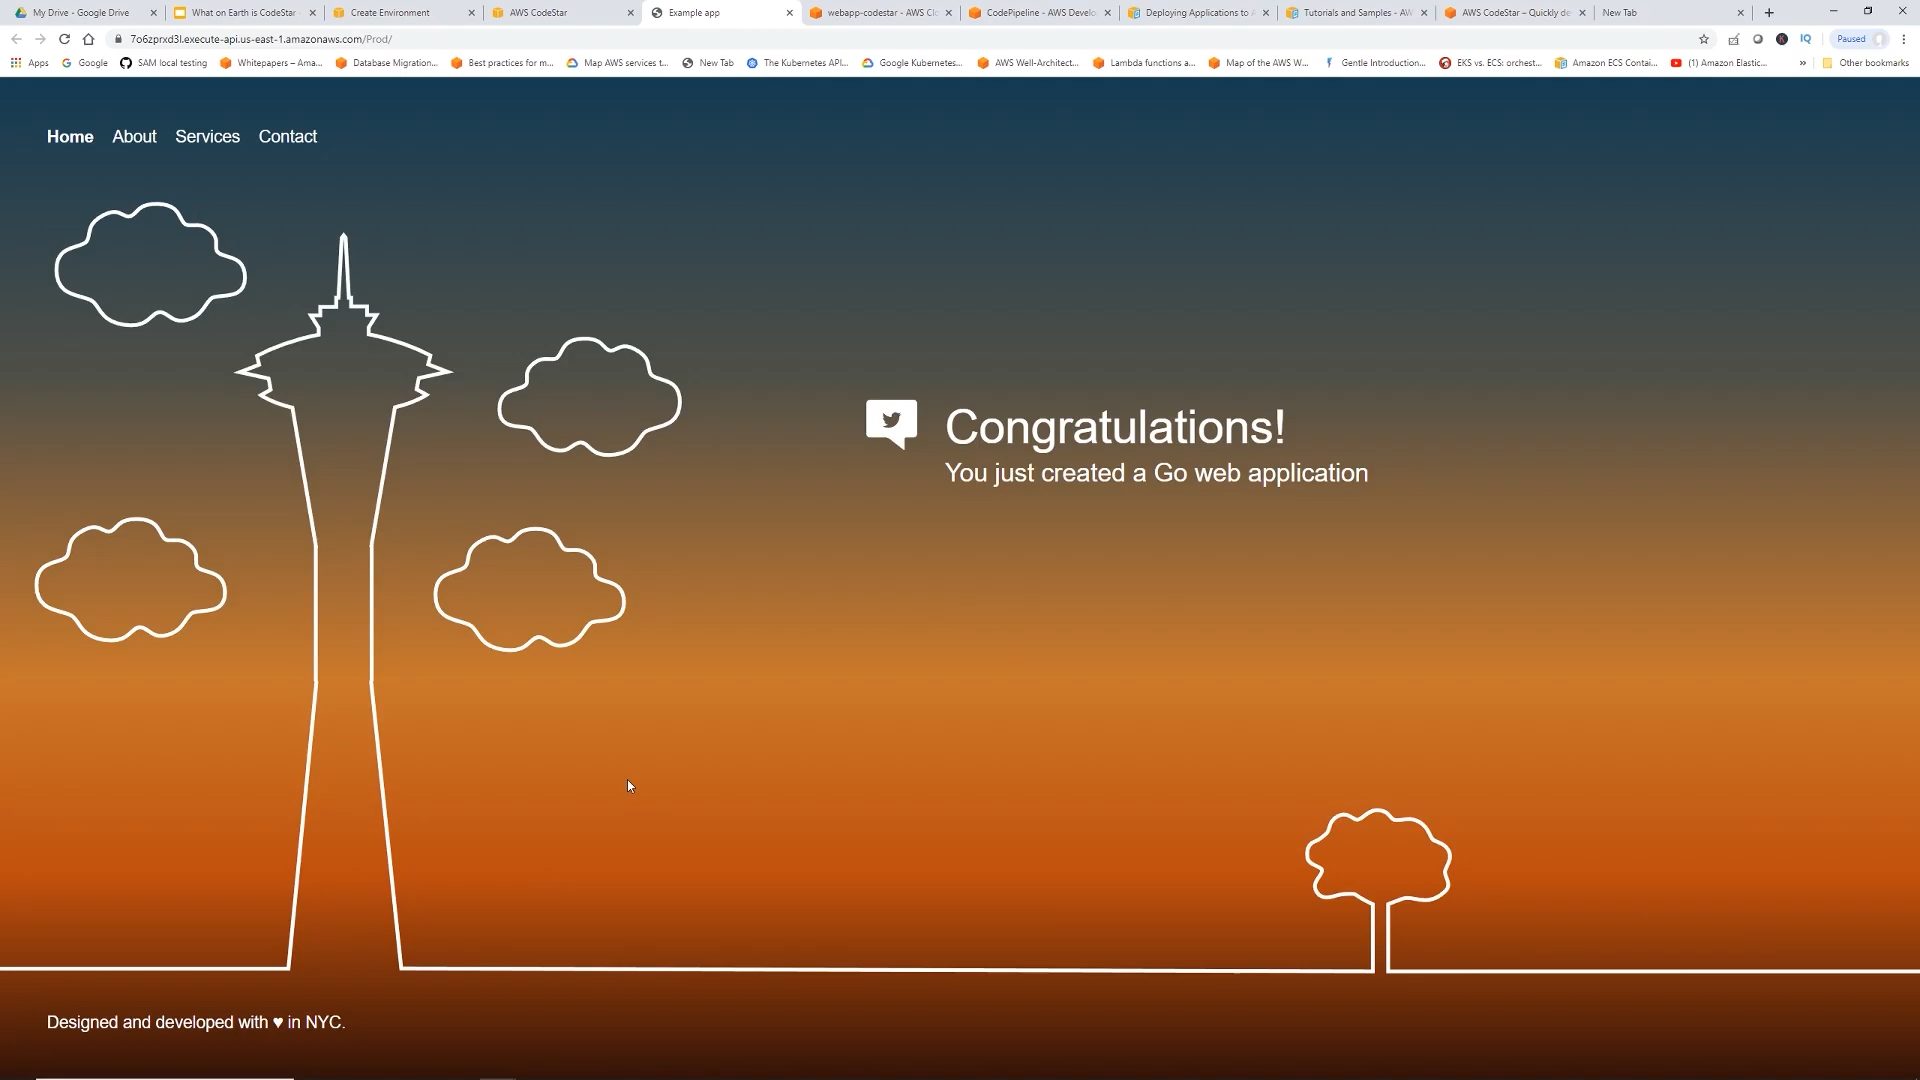 My Drive - Google Drive
What on Earth is CodeStar
Create Environment
AWS CodeStar
Example app
webapp-codestar - AWS Cl
CodePipeline - AWS Develo
Deploying Applications to
Tutorials and Samples - AW
AWS CodeStar – Quickly de
New Tab
7o6zprxd3l.execute-api.us-east-1.amazonaws.com/Prod/
IQ
Paused
Apps
Google
SAM local testing
Whitepapers – Ama...
Database Migration...
Best practices for m...
Map AWS services t...
New Tab
The Kubernetes API...
Google Kubernetes...
AWS Well-Architect...
Lambda functions a...
Map of the AWS W...
Gentle Introduction...
EKS vs. ECS: orchest...
Amazon ECS Contai...
(1) Amazon Elastic...
»
Other bookmarks
Home About Services Contact
Congratulations!
You just created a Go web application
Designed and developed with ♥ in NYC.